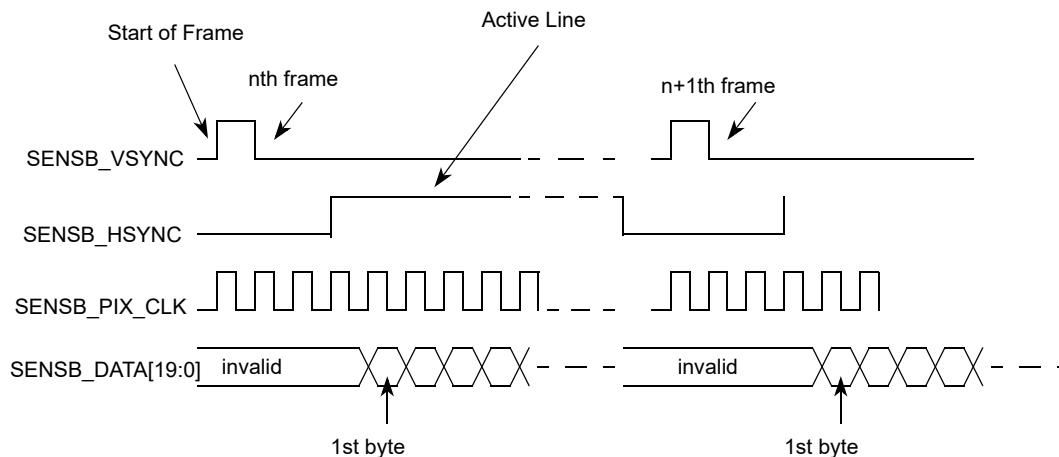 Active Line
Start of Frame
nth frame
n+1th frame
SENSB_VSYNC
SENSB_HSYNC
SENSB_PIX_CLK
SENSB_DATA[19:0]
invalid
invalid
1st byte
1st byte